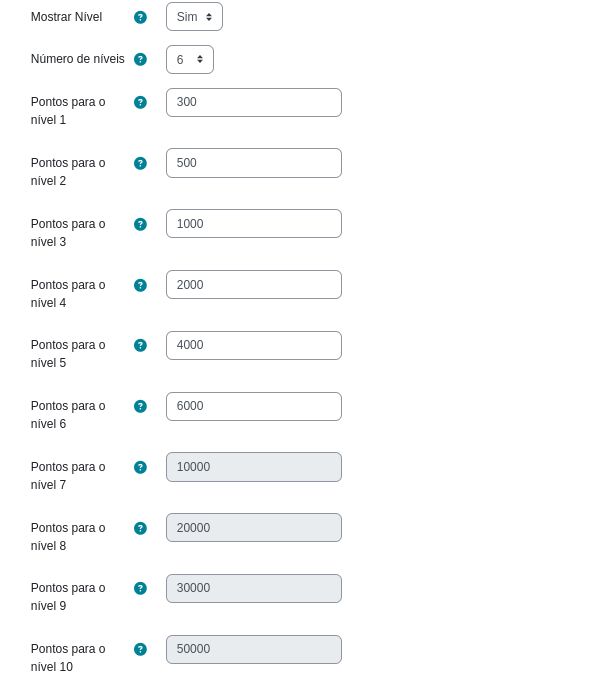 Mostrar Nível ? Sim
Número de níveis ? 6
Pontos para o ? 300
nível 1
Pontos para o ? 500
nível 2
Pontos para o ? 1000
nível 3
Pontos para o ? 2000
nível 4
Pontos para o ? 4000
nível 5
Pontos para o ? 6000
nível 6
Pontos para o ? 10000
nível 7
Pontos para o ? 20000
nível 8
Pontos para o ? 30000
nível 9
Pontos para o ? 50000
nível 10